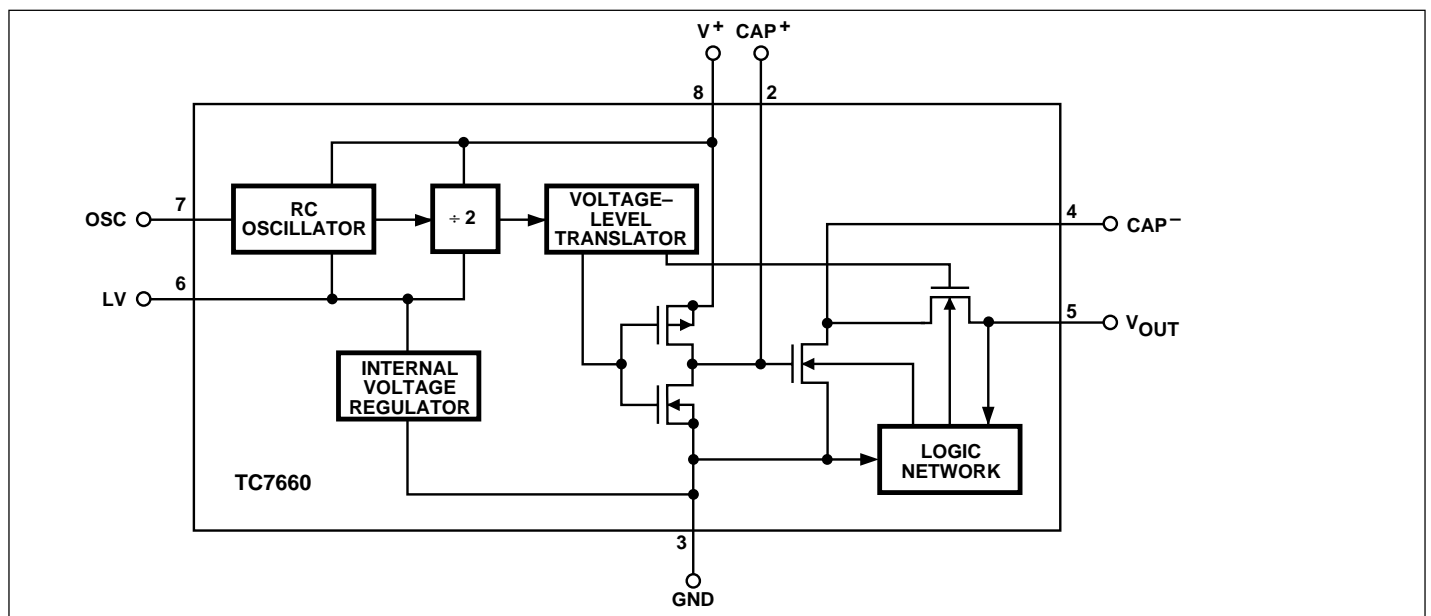 V+ CAP+
8 2
OSC 7
RC
OSCILLATOR
÷ 2
VOLTAGE–
LEVEL
TRANSLATOR
4 CAP–
LV 6
5 VOUT
INTERNAL
VOLTAGE
REGULATOR
LOGIC
NETWORK
TC7660
3
GND